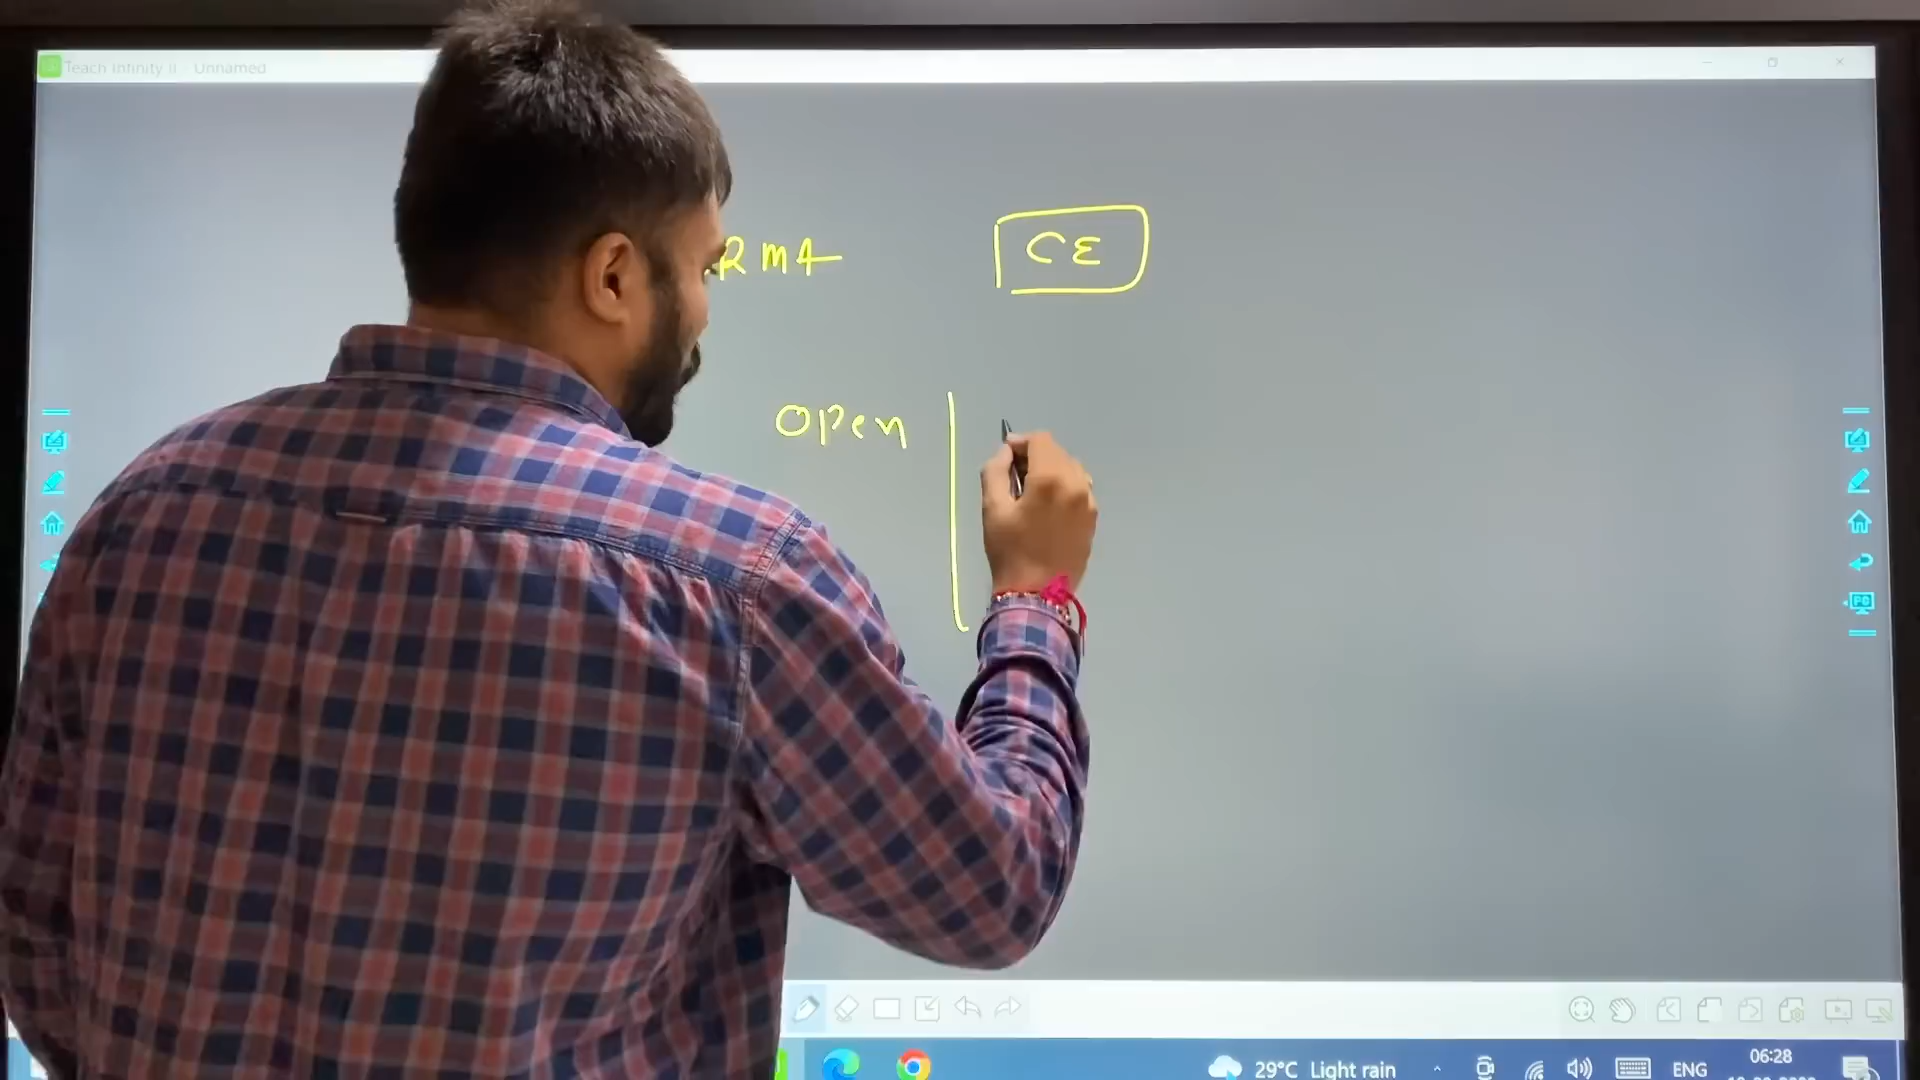 Teach Infinity II - Unnamed
RMA CE
open
29°C Light rain ENG 06:28